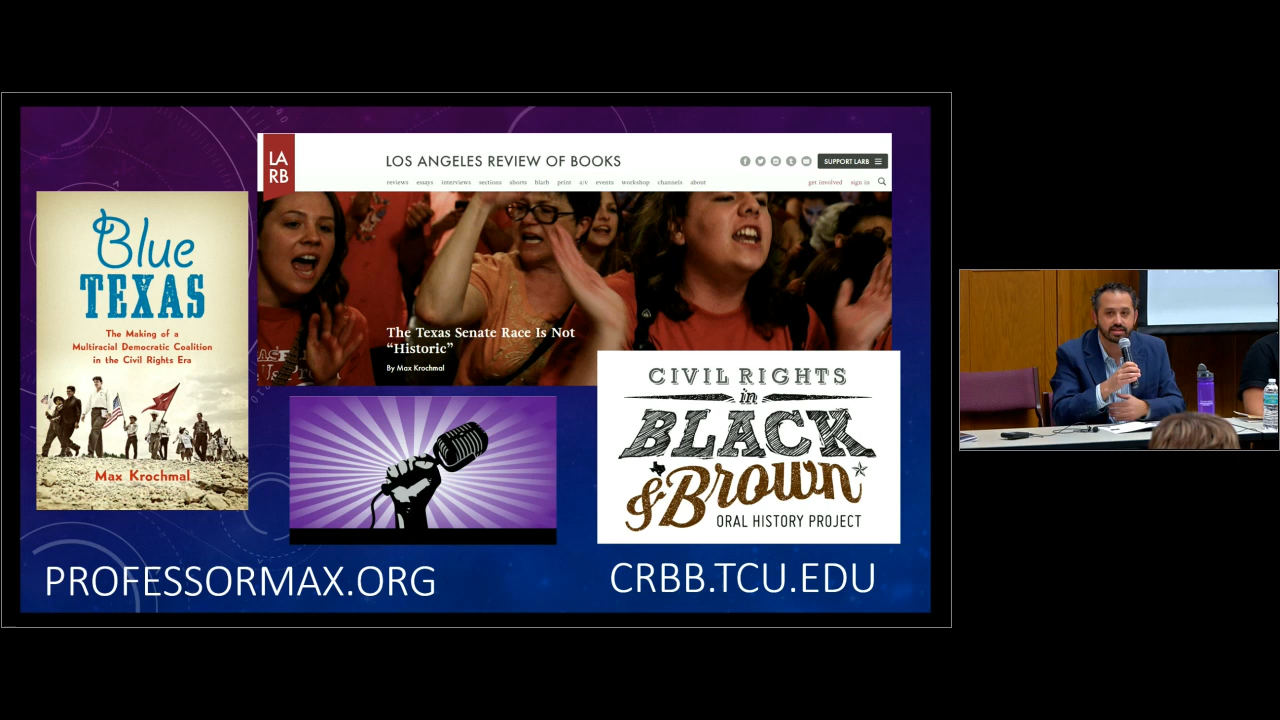 LA
RB
LOS ANGELES REVIEW OF BOOKS
SUPPORT LARB
reviews essays interviews sections shorts blarb print a/v events workshop channels about
get involved sign in
Blue
TEXAS
The Making of a
Multiracial Democratic Coalition
in the Civil Rights Era
Max Krochmal
The Texas Senate Race Is Not
“Historic”
By Max Krochmal
CIVIL RIGHTS
in
BLACK
& Brown
ORAL HISTORY PROJECT
PROFESSORMAX.ORG
CRBB.TCU.EDU